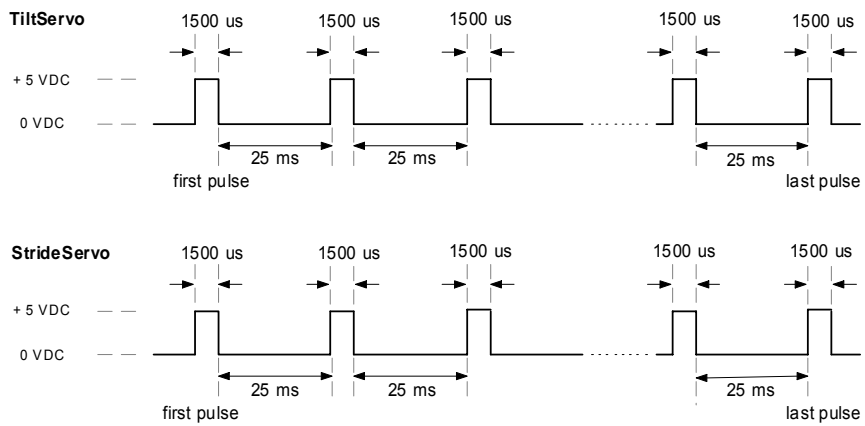 TiltServo
1500 us 1500 us 1500 us 1500 us 1500 us
+ 5 VDC
0 VDC
25 ms 25 ms 25 ms
first pulse last pulse
StrideServo
1500 us 1500 us 1500 us 1500 us 1500 us
+ 5 VDC
0 VDC
25 ms 25 ms 25 ms
first pulse last pulse